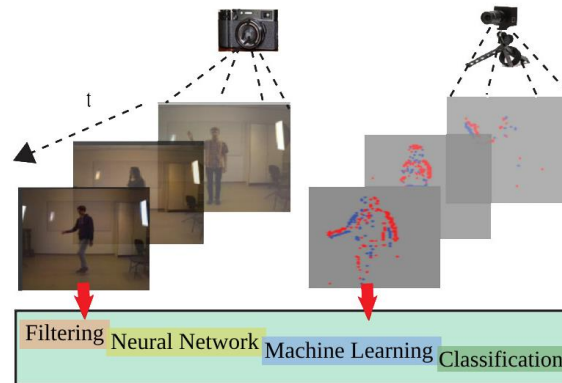 t
Filtering
Neural Network
Machine Learning
Classification